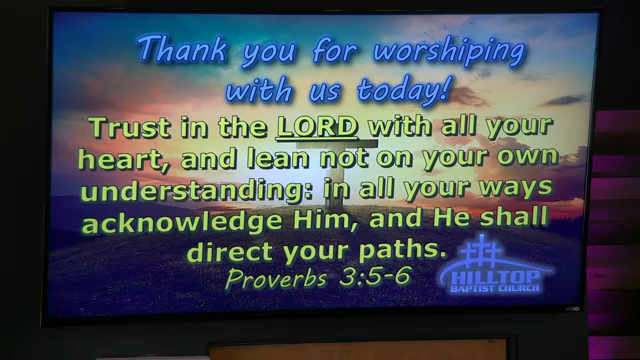 Thank you for worshiping
with us today!
Trust in the LORD with all your
heart, and lean not on your own
understanding: in all your ways
acknowledge Him, and He shall
direct your paths.
Proverbs 3:5-6
HILLTOP
BAPTIST CHURCH